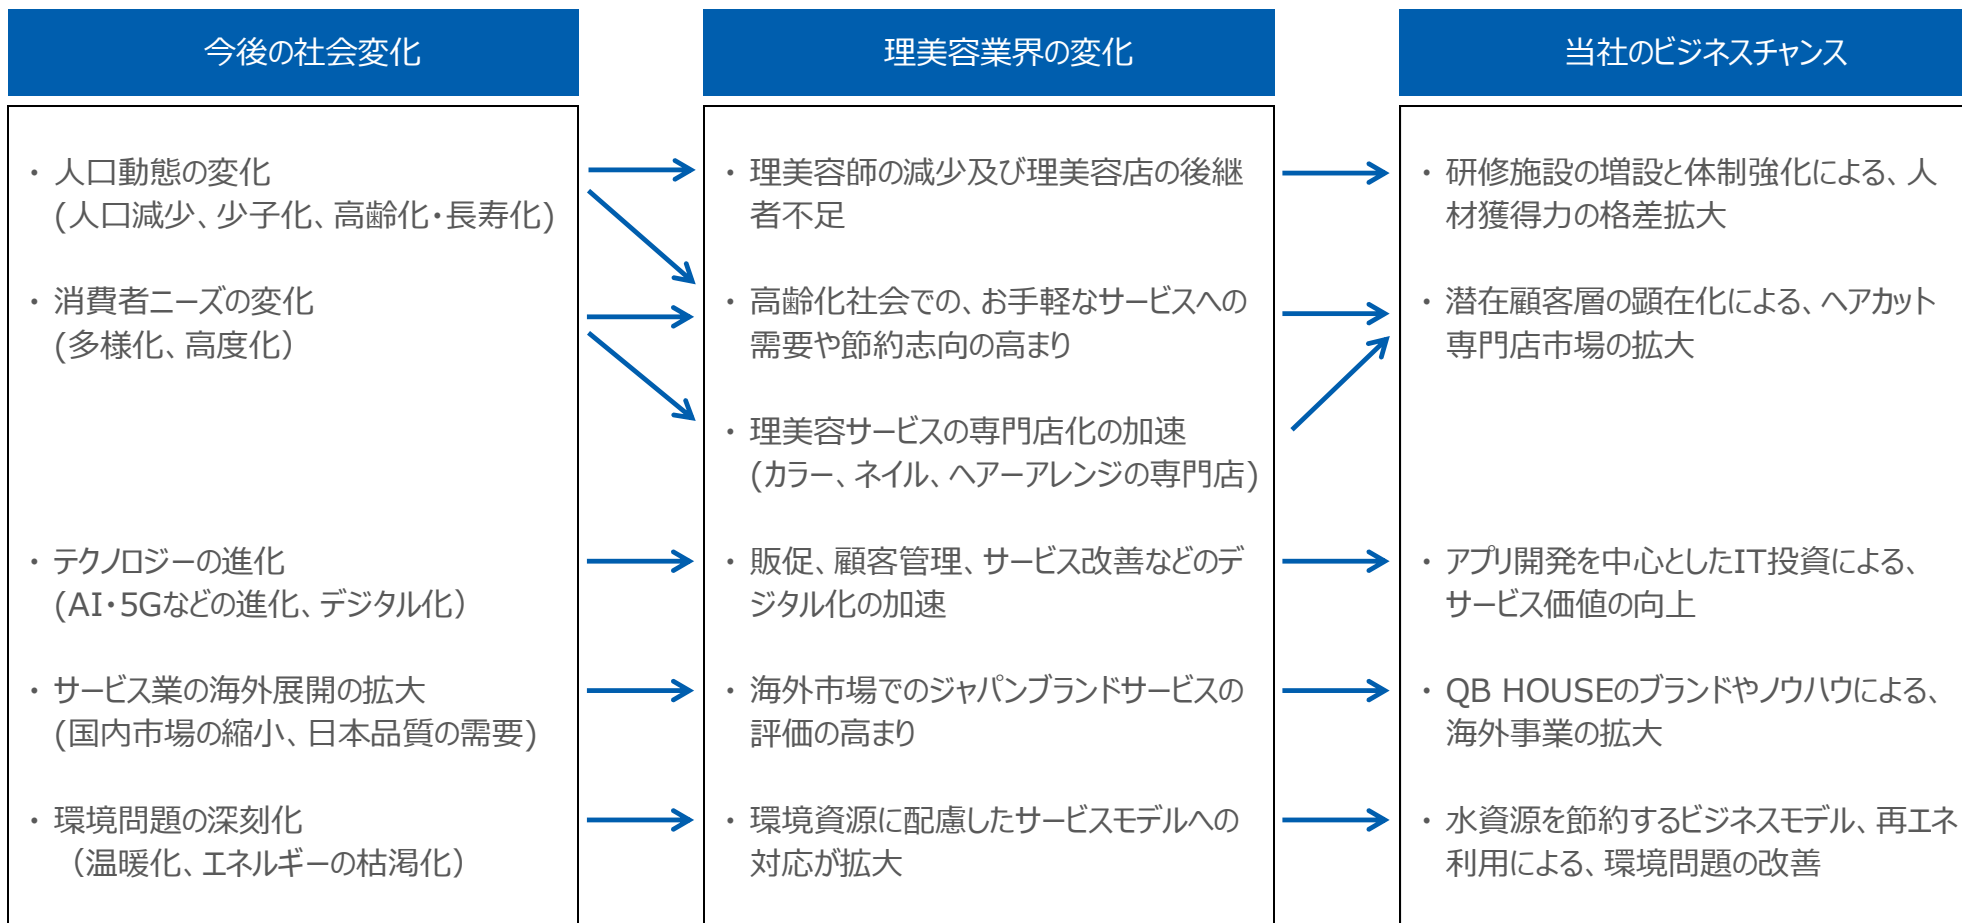 今後の社会変化
・ 人口動態の変化
(人口減少、少子化、高齢化・長寿化)
・ 消費者ニーズの変化
(多様化、高度化）
・ テクノロジーの進化
(AI・5Gなどの進化、デジタル化）
・ サービス業の海外展開の拡大
(国内市場の縮小、日本品質の需要)
・ 環境問題の深刻化
（温暖化、エネルギーの枯渇化）
理美容業界の変化
・ 理美容師の減少及び理美容店の後継
者不足
・ 高齢化社会での、お手軽なサービスへの
需要や節約志向の高まり
・ 理美容サービスの専門店化の加速
(カラー、ネイル、ヘアーアレンジの専門店)
・ 販促、顧客管理、サービス改善などのデ
ジタル化の加速
・ 海外市場でのジャパンブランドサービスの
評価の高まり
・ 環境資源に配慮したサービスモデルへの
対応が拡大
当社のビジネスチャンス
・ 研修施設の増設と体制強化による、人
材獲得力の格差拡大
・ 潜在顧客層の顕在化による、ヘアカット
専門店市場の拡大
・ アプリ開発を中心としたIT投資による、
サービス価値の向上
・ QB HOUSEのブランドやノウハウによる、
海外事業の拡大
・ 水資源を節約するビジネスモデル、再エネ
利用による、環境問題の改善